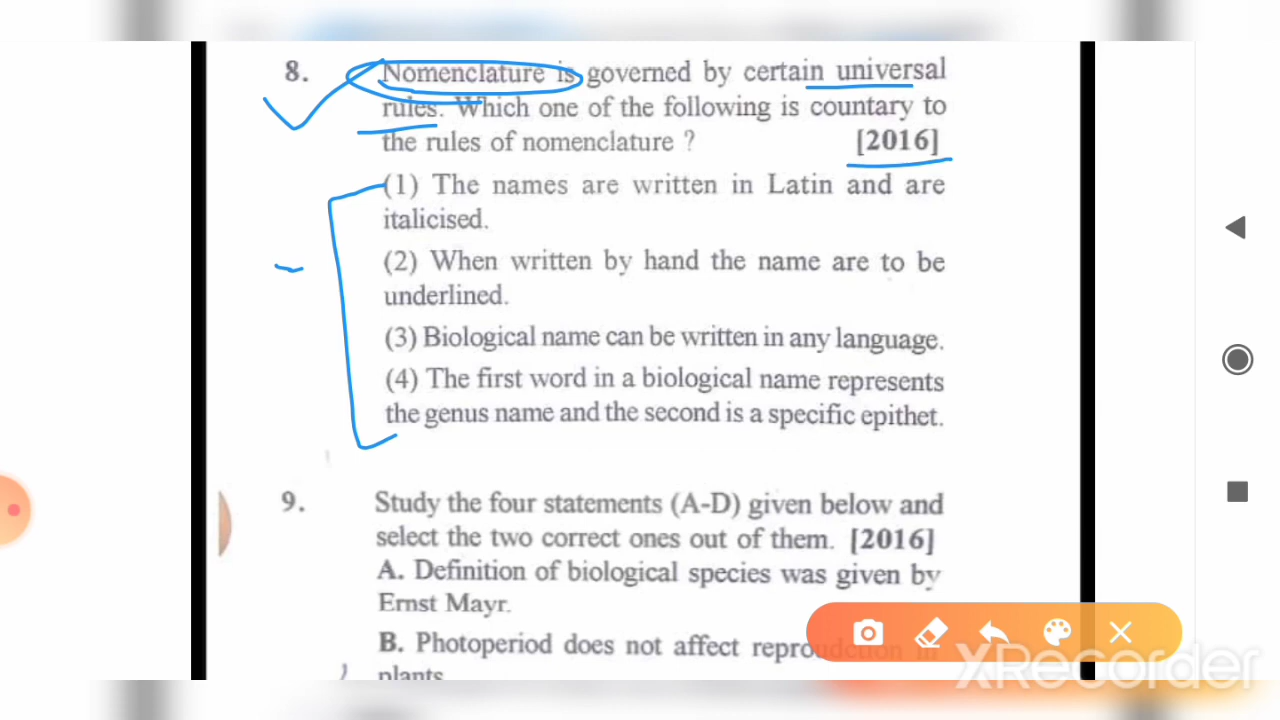 8. Nomenclature is governed by certain universal
rules. Which one of the following is countary to
the rules of nomenclature ? [2016]
(1) The names are written in Latin and are
italicised.
(2) When written by hand the name are to be
underlined.
(3) Biological name can be written in any language.
(4) The first word in a biological name represents
the genus name and the second is a specific epithet.
9. Study the four statements (A-D) given below and
select the two correct ones out of them. [2016]
A. Definition of biological species was given by
Ernst Mayr.
B. Photoperiod does not affect reproudction in
plants
XRecorder